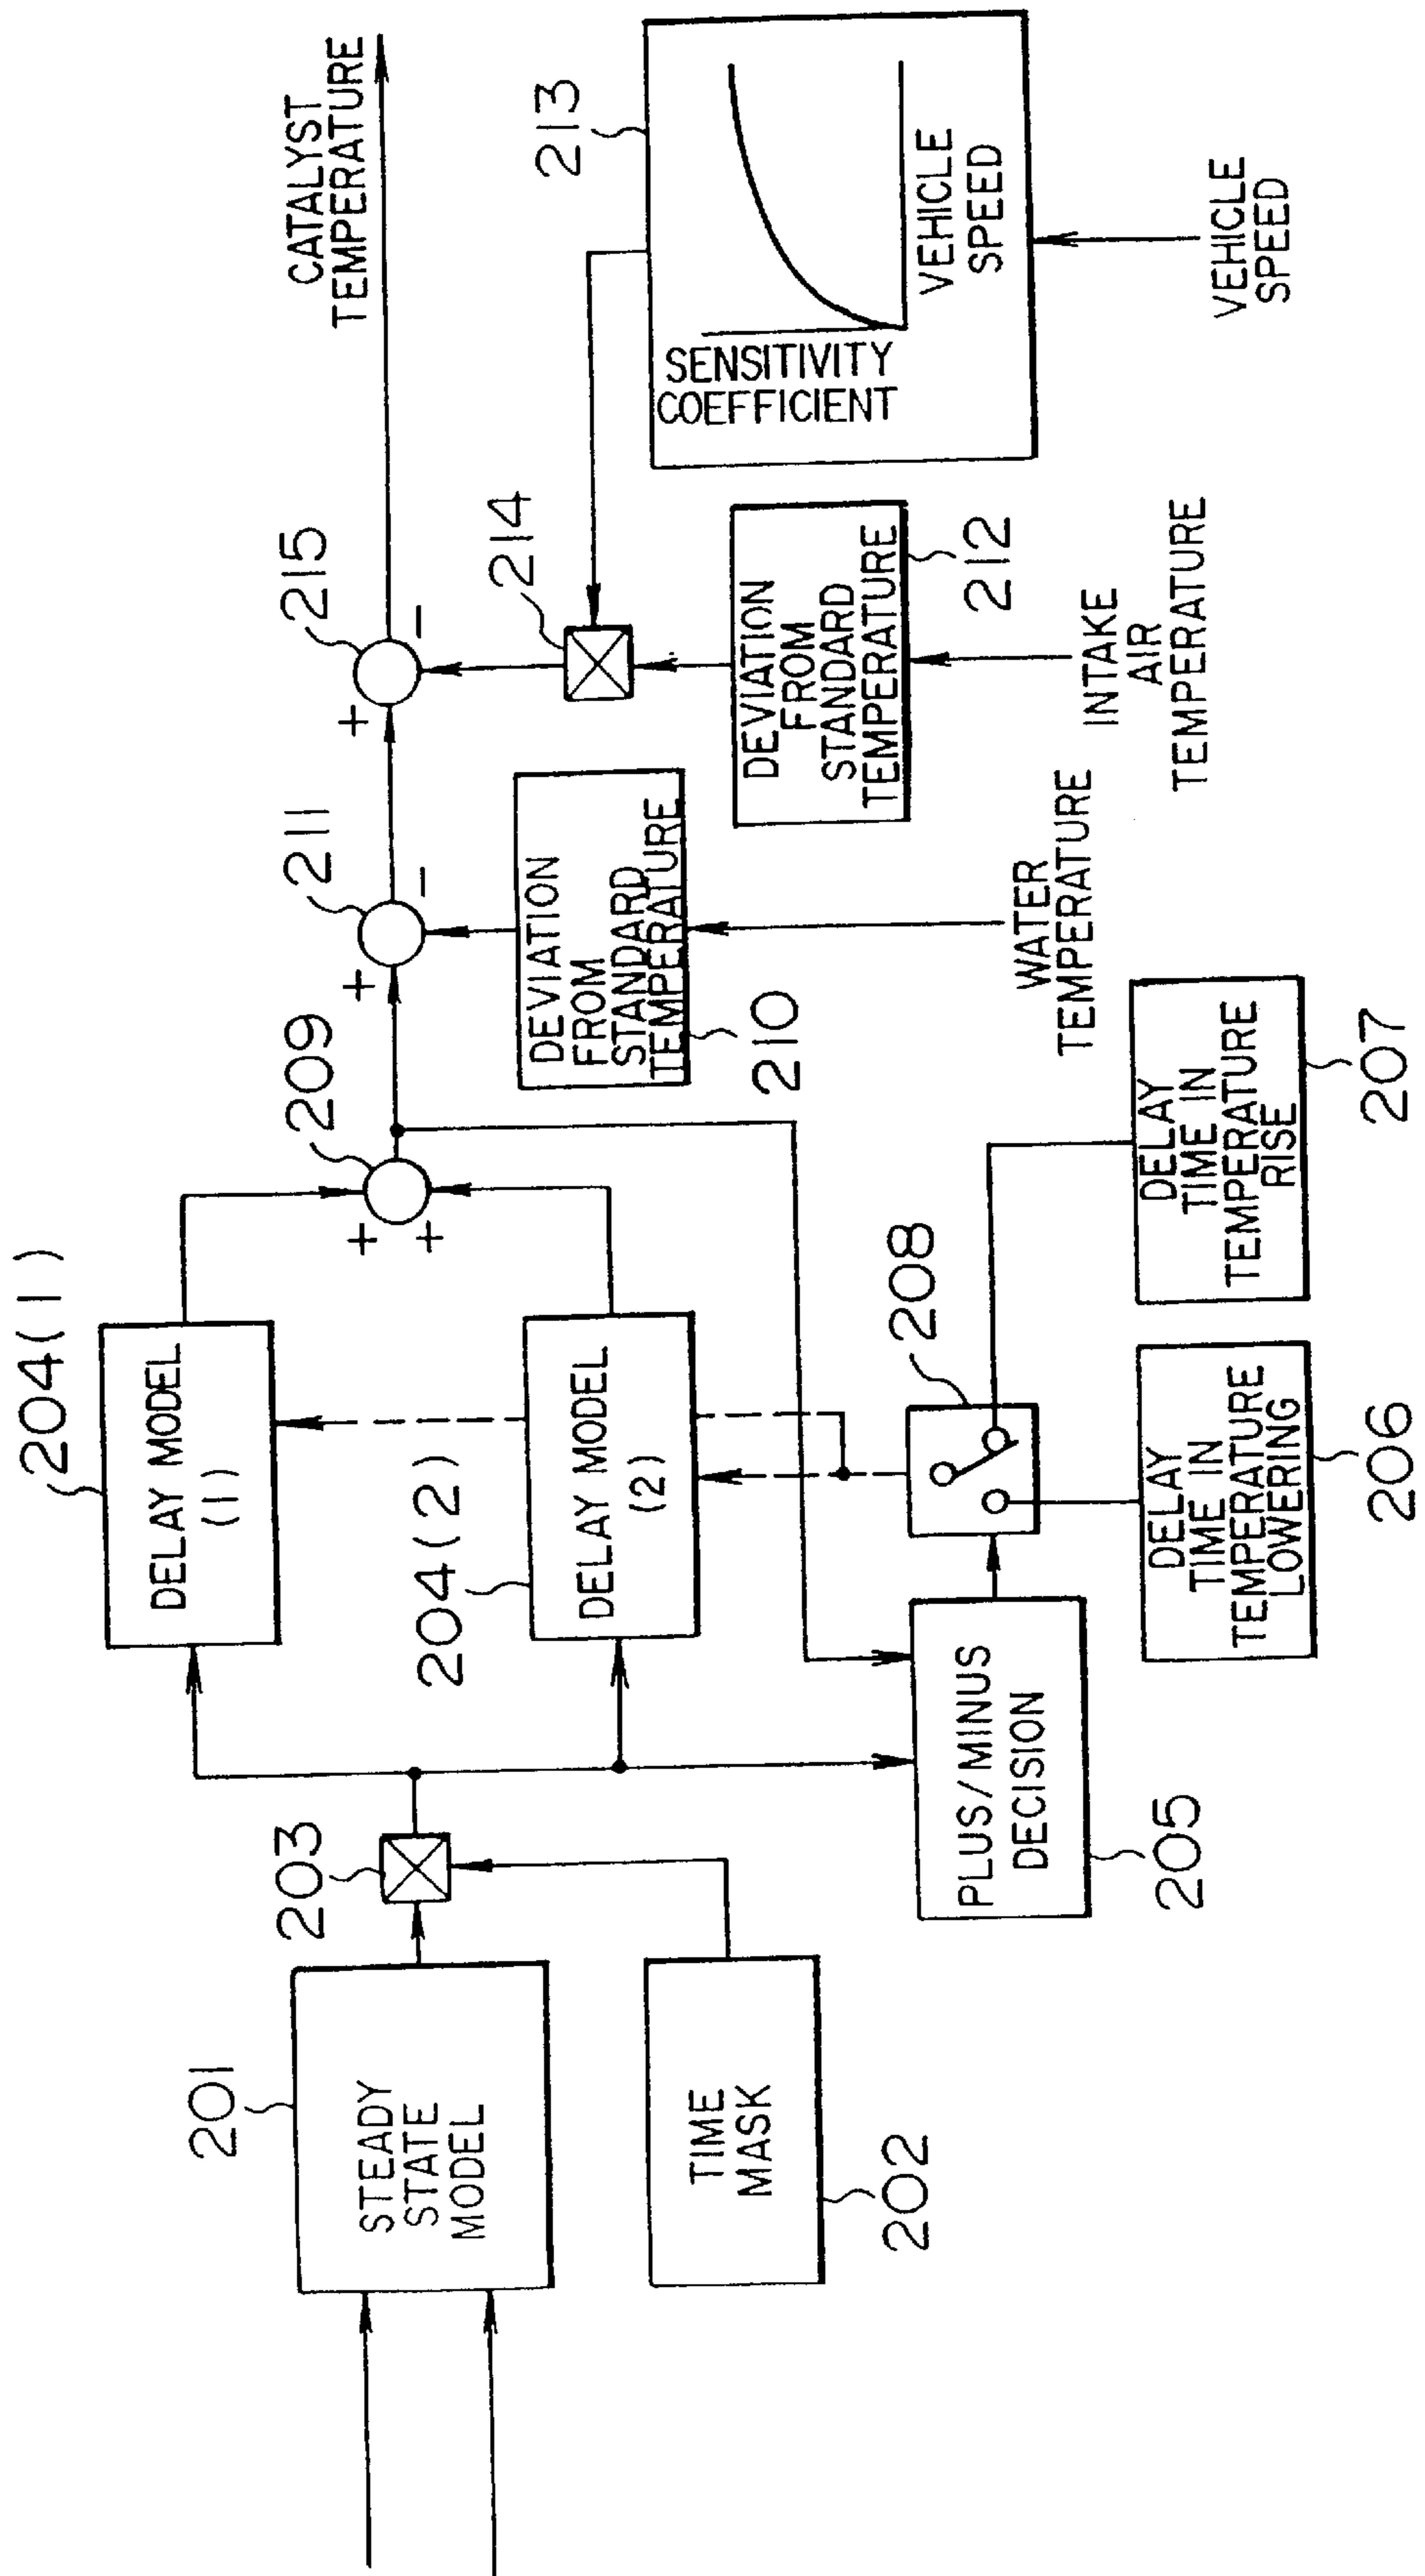 201
STEADY
STATE
MODEL
TIME
MASK
202
203
204(1)
DELAY MODEL
(1)
204(2)
DELAY MODEL
(2)
PLUS/MINUS
DECISION
205
208
DELAY
TIME IN
TEMPERATURE
LOWERING
206
DELAY
TIME IN
TEMPERATURE
RISE
207
209
+
+
211
+
−
DEVIATION
FROM
STANDARD
TEMPERATURE
210
WATER
TEMPERATURE
215
+
−
214
DEVIATION
FROM
STANDARD
TEMPERATURE
212
INTAKE
AIR
TEMPERATURE
CATALYST
TEMPERATURE
213
SENSITIVITY
COEFFICIENT
VEHICLE
SPEED
VEHICLE
SPEED